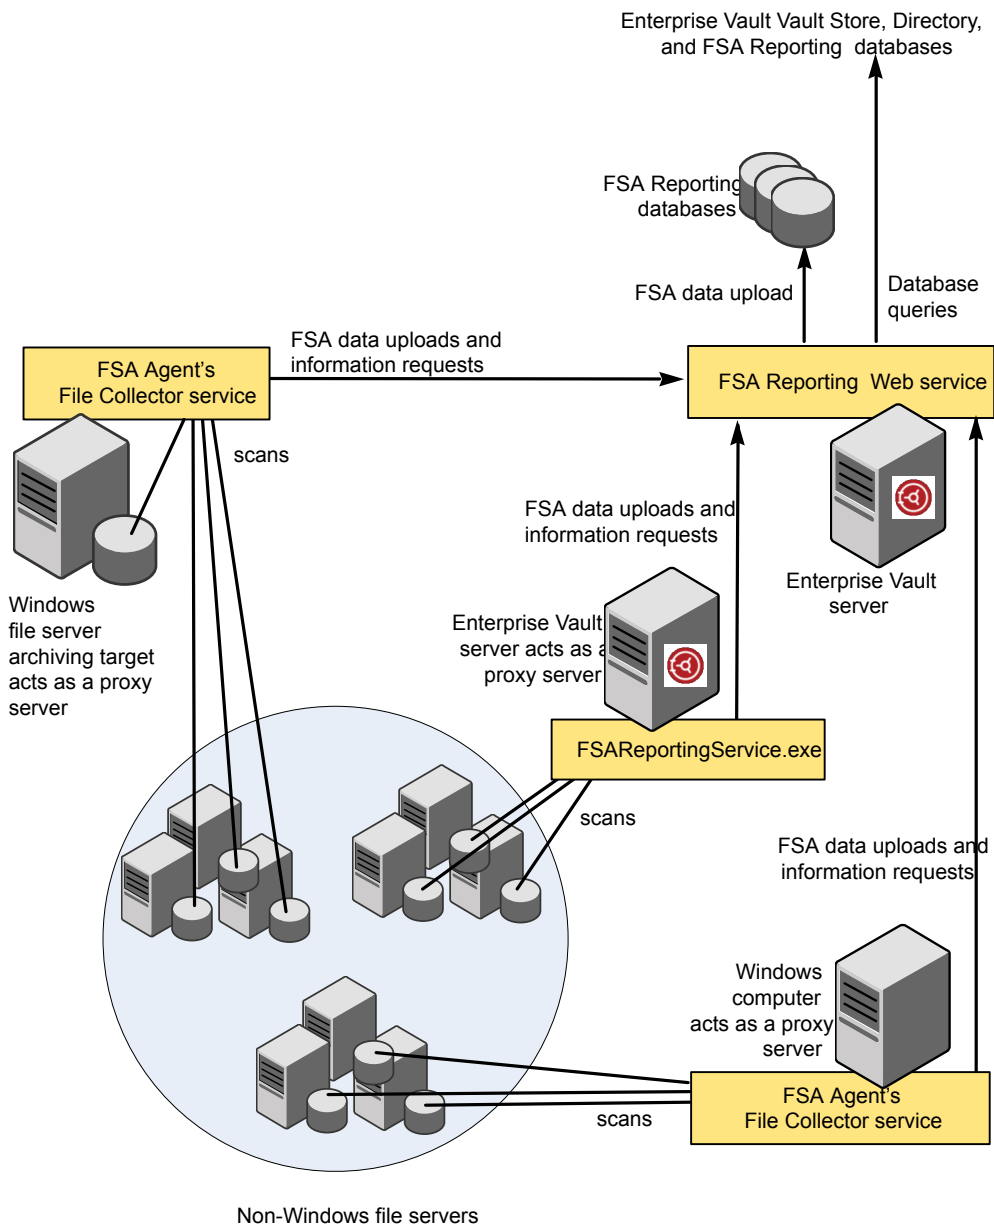 Enterprise Vault Vault Store, Directory,
and FSA Reporting databases
FSA Reporting
databases
FSA data upload
Database
queries
FSA data uploads and
information requests
FSA Agent's
File Collector service
FSA Reporting Web service
scans
FSA data uploads and
information requests
Enterprise Vault
server
Windows
file server
archiving target
acts as a proxy
server
Enterprise Vault
server acts as a
proxy server
FSAReportingService.exe
scans
FSA data uploads and
information requests
Windows
computer
acts as a proxy
server
FSA Agent's
File Collector service
scans
Non-Windows file servers